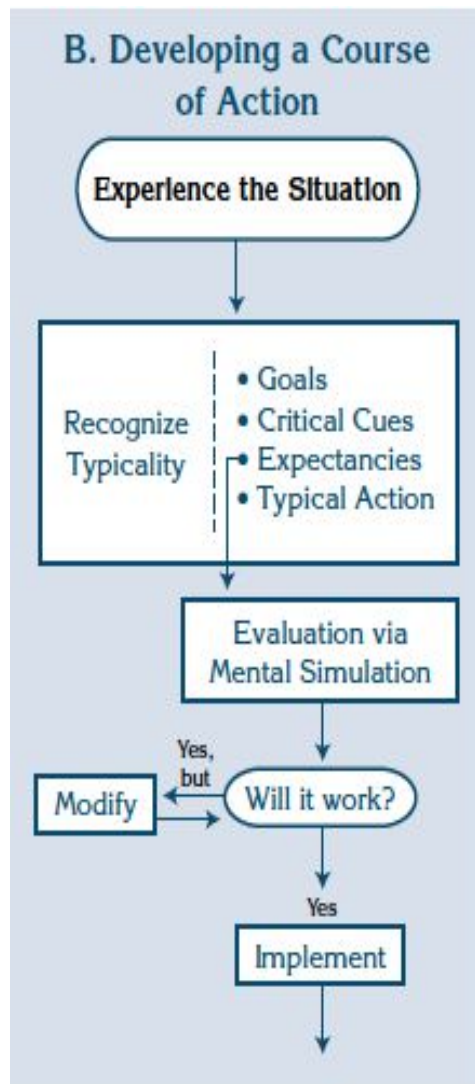 B. Developing a Course
of Action
Experience the Situation
Recognize
Typicality
• Goals
• Critical Cues
• Expectancies
• Typical Action
Evaluation via
Mental Simulation
Yes,
but
Modify
Will it work?
Yes
Implement